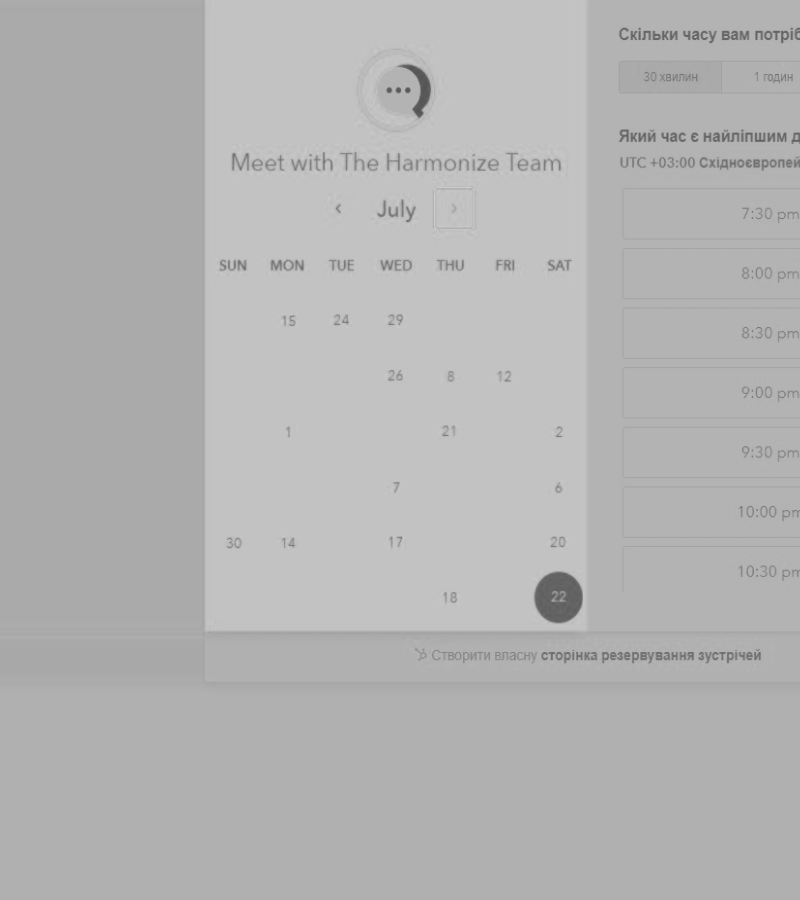 Meet with The Harmonize Team
July
SUN MON TUE WED THU FRI SAT
15 24 29
26 8 12
1 21 2
7 6
30 14 17 20
18 22
Скільки часу вам
30 хвилин 1 годин
Який час є найліпшим
UTC +03:00
7:30 pm
8:00 pm
8:30 pm
9:00 pm
9:30 pm
10:00 pm
10:30 pm
Створити власну сторінка резервування зустрічей